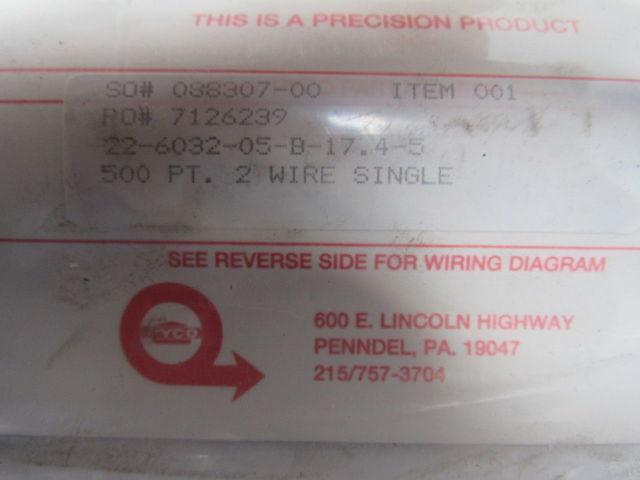 THIS IS A PRECISION PRODUCT
SO# 088307-00 ITEM 001
PO# 7126239
22-6032-05-B-17.4-5
500 PT. 2 WIRE SINGLE
SEE REVERSE SIDE FOR WIRING DIAGRAM
600 E. LINCOLN HIGHWAY
PENNDEL, PA. 19047
215/757-3704